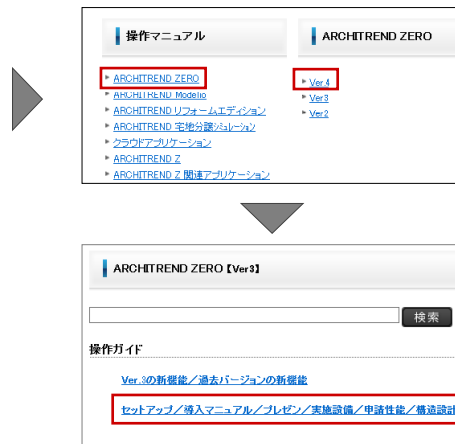 操作マニュアル
ARCHITREND ZERO
ARCHITREND ZERO
ARCHITREND Modelio
ARCHITREND リフォームエディション
ARCHITREND 宅地分譲シミュレーション
クラウドアプリケーション
ARCHITREND Z
ARCHITREND Z 関連アプリケーション
Ver.4
Ver3
Ver2
ARCHITREND ZERO【Ver3】
検索
操作ガイド
Ver.3の新機能／過去バージョンの新機能
セットアップ／導入マニュアル／プレゼン／実施設備／申請性能／構造設計